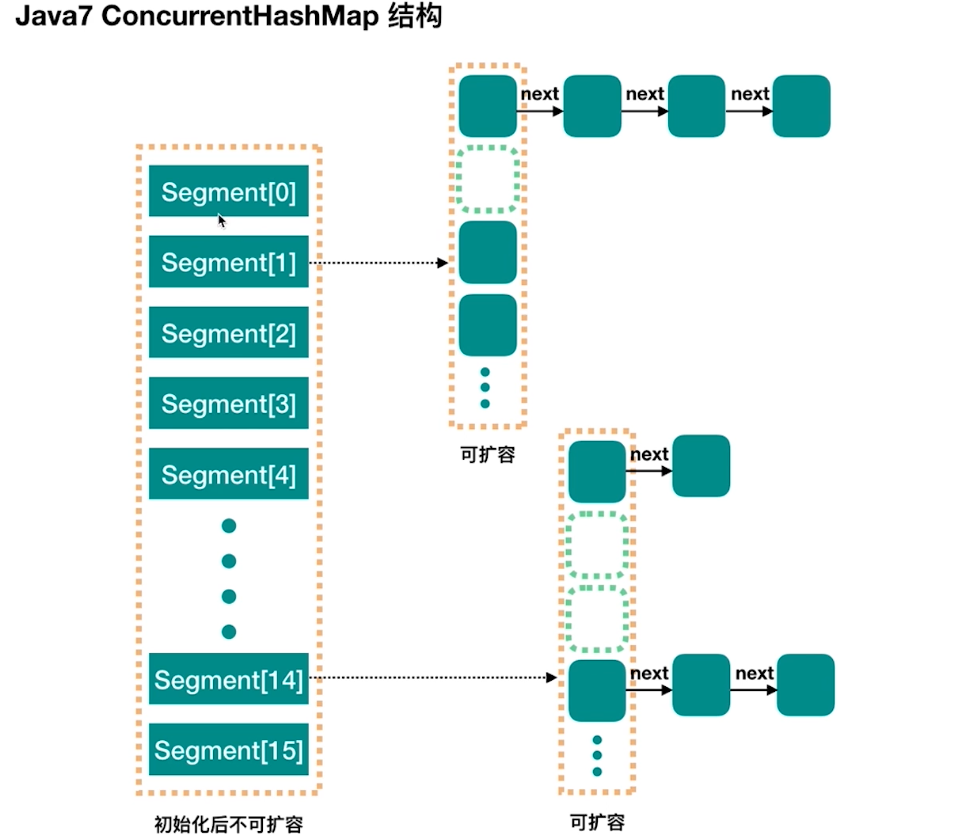 Java7 ConcurrentHashMap 结构
next next next
Segment[0]
Segment[1]
Segment[2]
Segment[3]
Segment[4]
可扩容
next
Segment[14]
next next
Segment[15]
初始化后不可扩容
可扩容